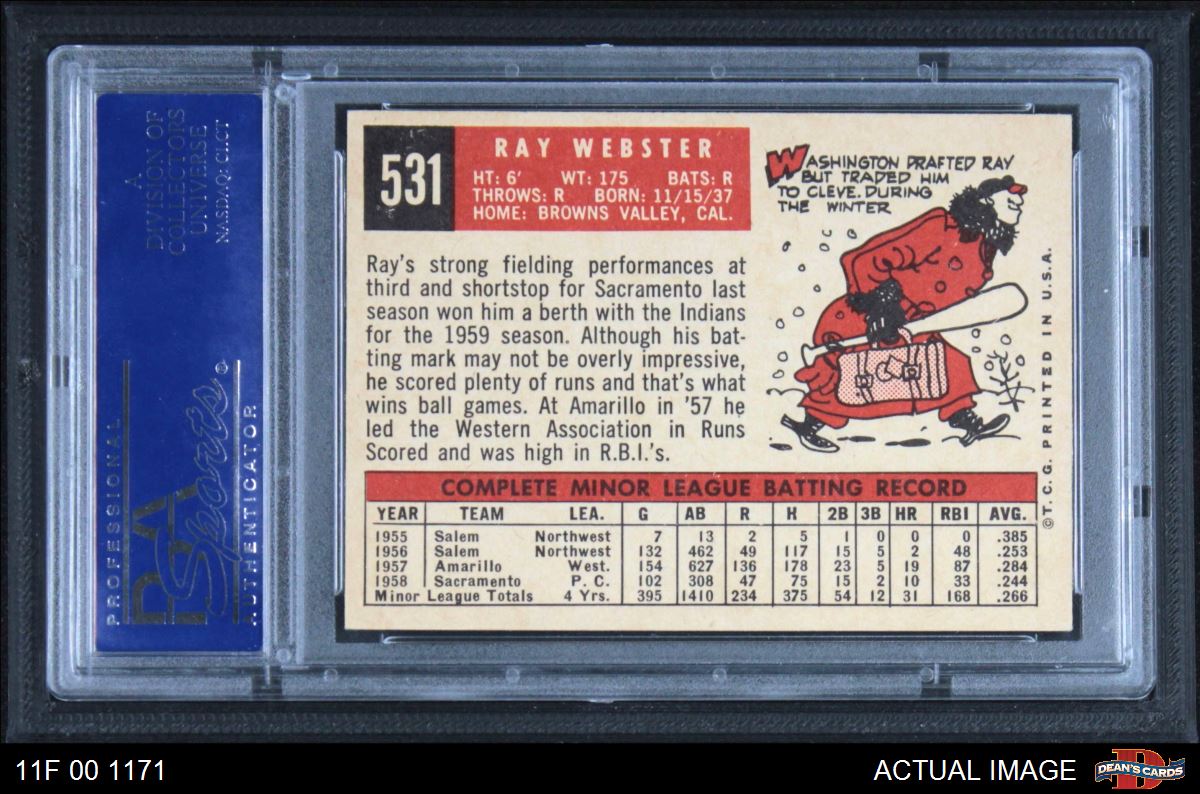 A
DIVISION OF
COLLECTORS
UNIVERSE
NASDAQ: CLCT
PROFESSIONAL
PSA
Sports®
AUTHENTICATOR
531
RAY WEBSTER
HT: 6' WT: 175 BATS: R
THROWS: R BORN: 11/15/37
HOME: BROWNS VALLEY, CAL.
Ray's strong fielding performances at
third and shortstop for Sacramento last
season won him a berth with the Indians
for the 1959 season. Although his bat-
ting mark may not be overly impressive,
he scored plenty of runs and that's what
wins ball games. At Amarillo in '57 he
led the Western Association in Runs
Scored and was high in R.B.I.'s.
WASHINGTON DRAFTED RAY
BUT TRADED HIM
TO CLEVE. DURING
THE WINTER
COMPLETE MINOR LEAGUE BATTING RECORD
YEAR TEAM LEA. G AB R H 2B 3B HR RBI AVG.
1955 Salem Northwest 7 13 2 5 1 0 0 0 .385
1956 Salem Northwest 132 462 49 117 15 5 2 48 .253
1957 Amarillo West. 154 627 136 178 23 5 19 87 .284
1958 Sacramento P. C. 102 308 47 75 15 2 10 33 .244
Minor League Totals 4 Yrs. 395 1410 234 375 54 12 31 168 .266
©T. C. G. PRINTED IN U.S.A.
11F 00 1171
ACTUAL IMAGE
D
DEAN'S CARDS